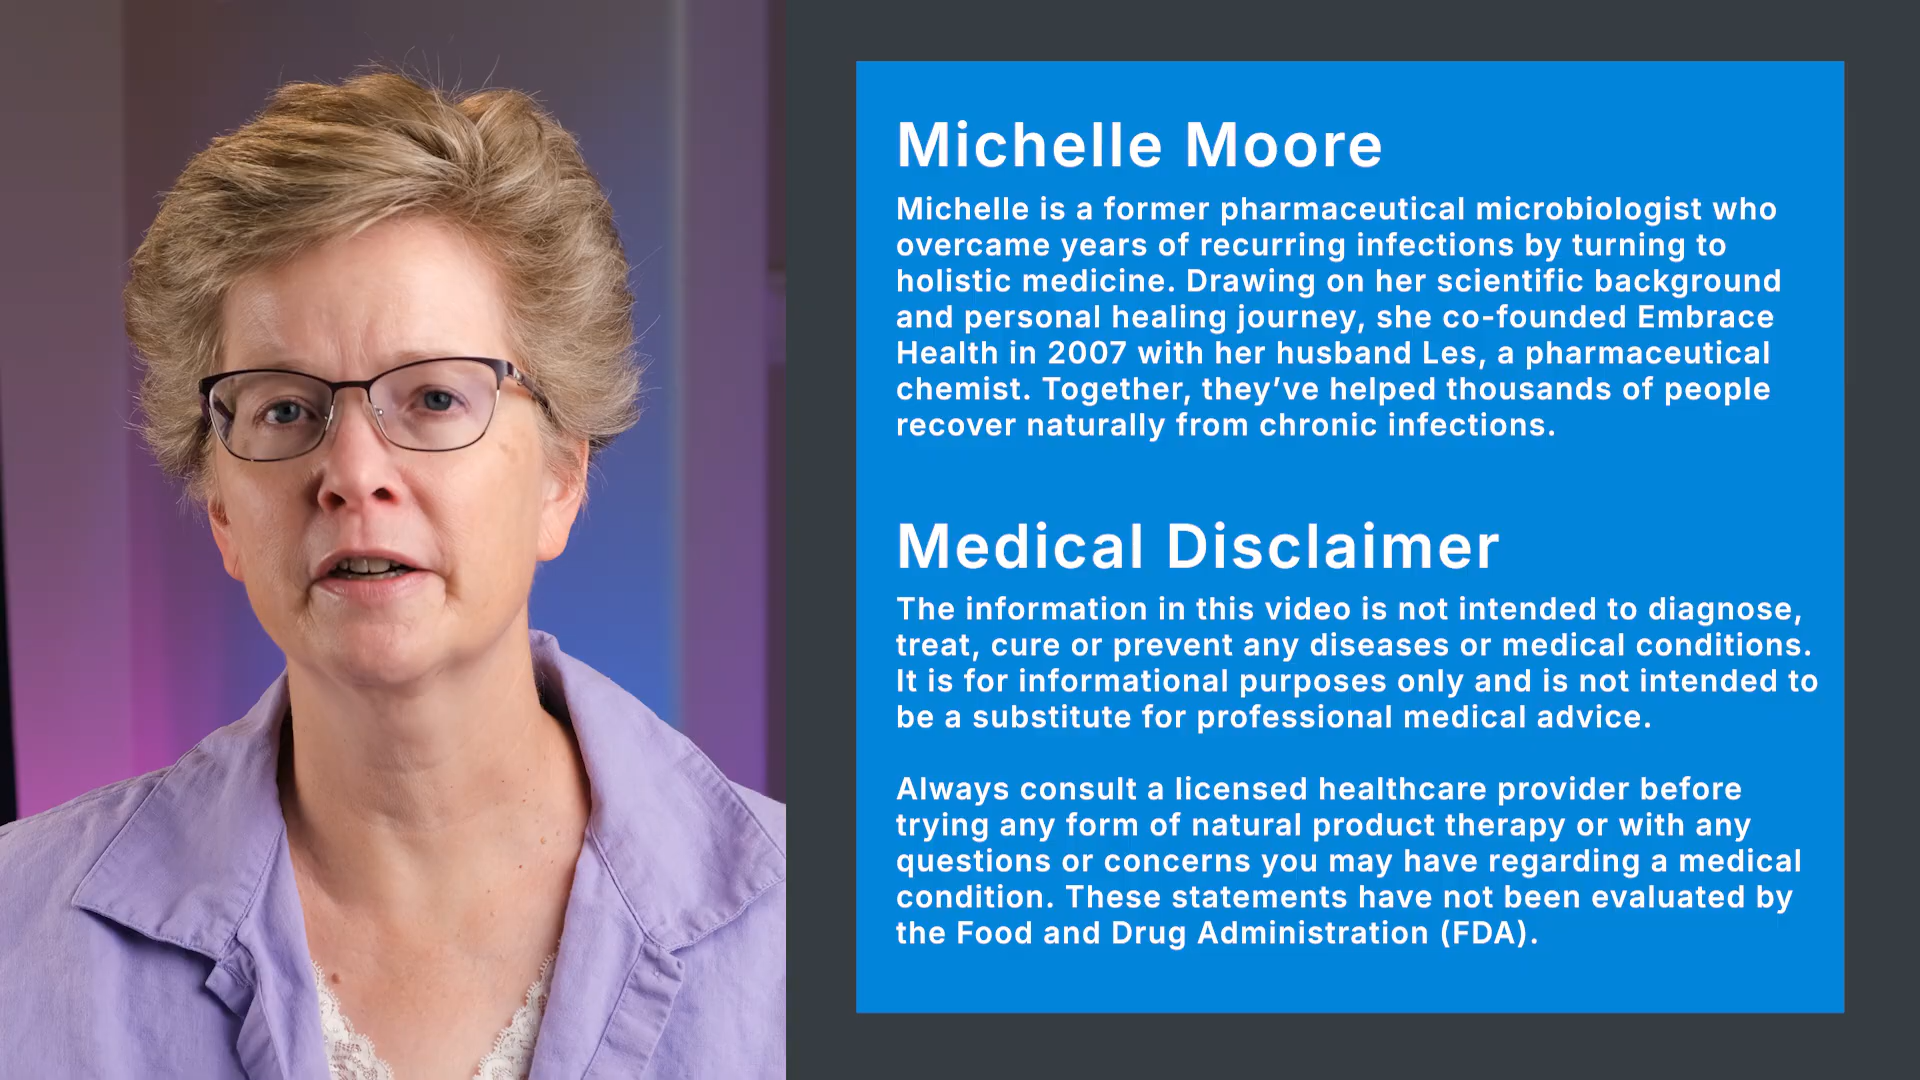 Michelle Moore
Michelle is a former pharmaceutical microbiologist who
overcame years of recurring infections by turning to
holistic medicine. Drawing on her scientific background
and personal healing journey, she co-founded Embrace
Health in 2007 with her husband Les, a pharmaceutical
chemist. Together, they’ve helped thousands of people
recover naturally from chronic infections.
Medical Disclaimer
The information in this video is not intended to diagnose,
treat, cure or prevent any diseases or medical conditions.
It is for informational purposes only and is not intended to
be a substitute for professional medical advice.
Always consult a licensed healthcare provider before
trying any form of natural product therapy or with any
questions or concerns you may have regarding a medical
condition. These statements have not been evaluated by
the Food and Drug Administration (FDA).